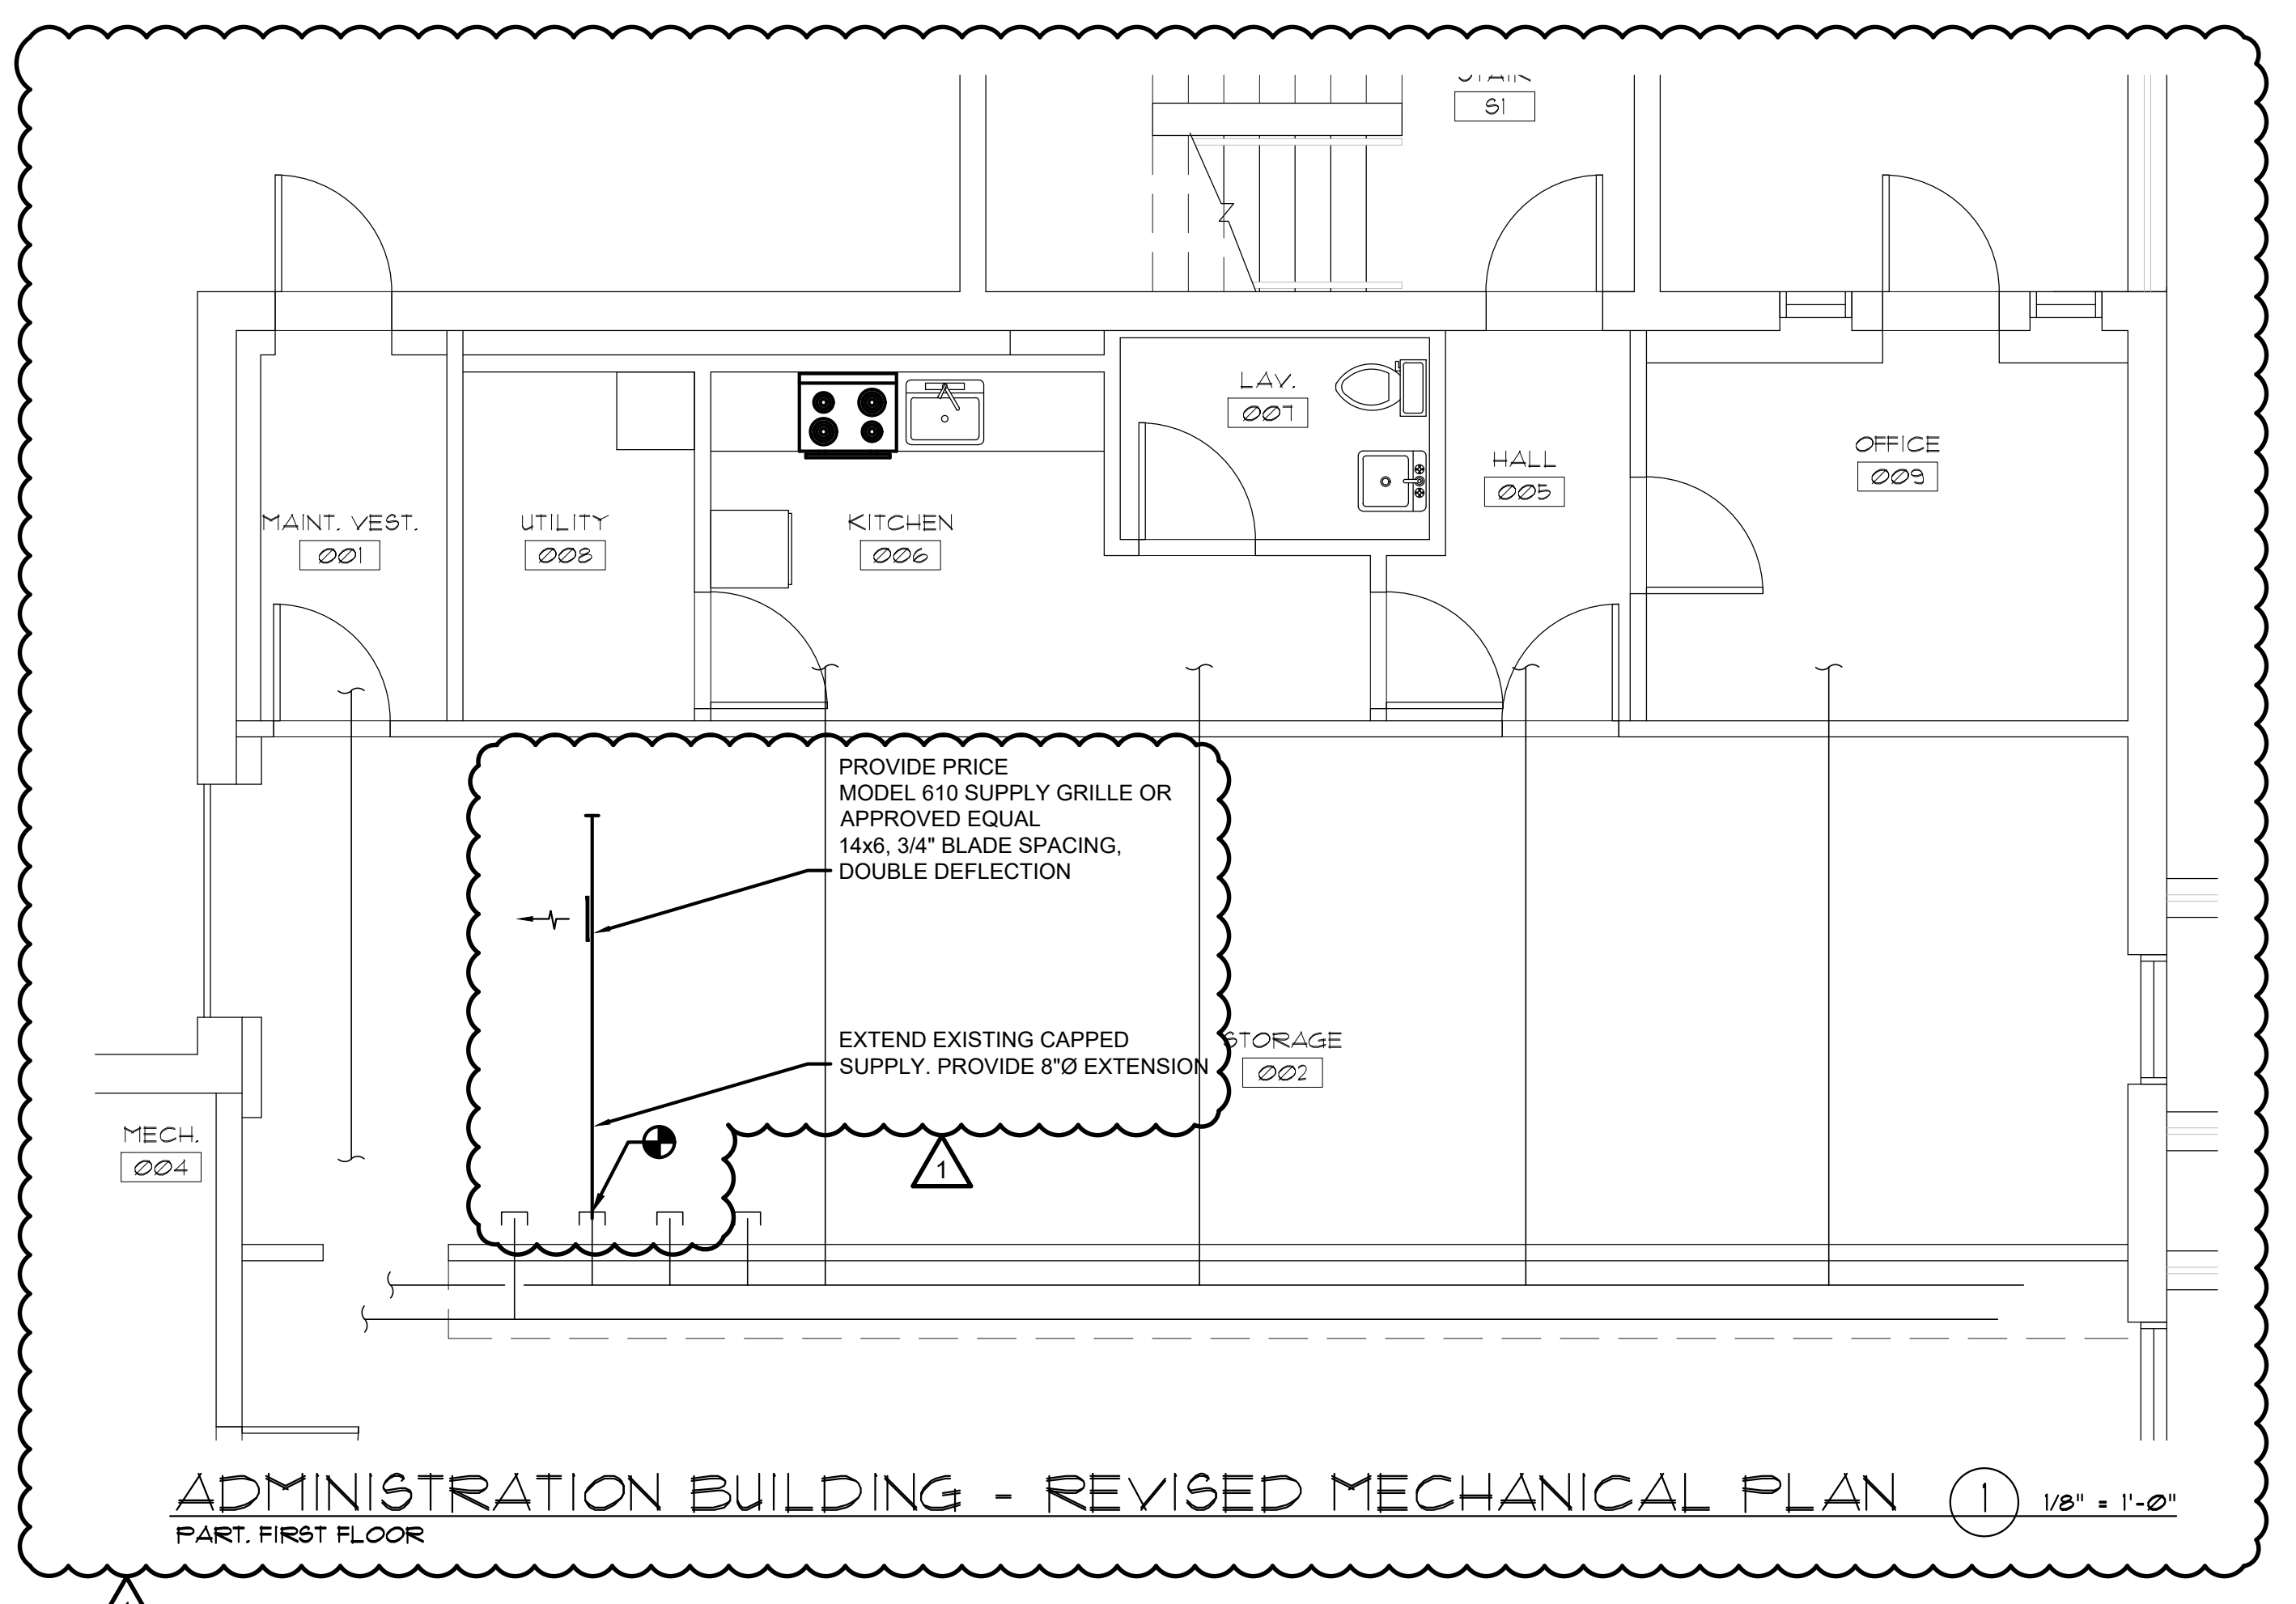 STAIR
S1
LAV.
007
HALL
005
OFFICE
009
MAINT. VEST.
001
UTILITY
008
KITCHEN
006
PROVIDE PRICE
MODEL 610 SUPPLY GRILLE OR
APPROVED EQUAL
14x6, 3/4" BLADE SPACING,
DOUBLE DEFLECTION
EXTEND EXISTING CAPPED
SUPPLY. PROVIDE 8"Ø EXTENSION
STORAGE
002
MECH.
004
1
ADMINISTRATION BUILDING - REVISED MECHANICAL PLAN
1
1/8" = 1'-0"
PART. FIRST FLOOR